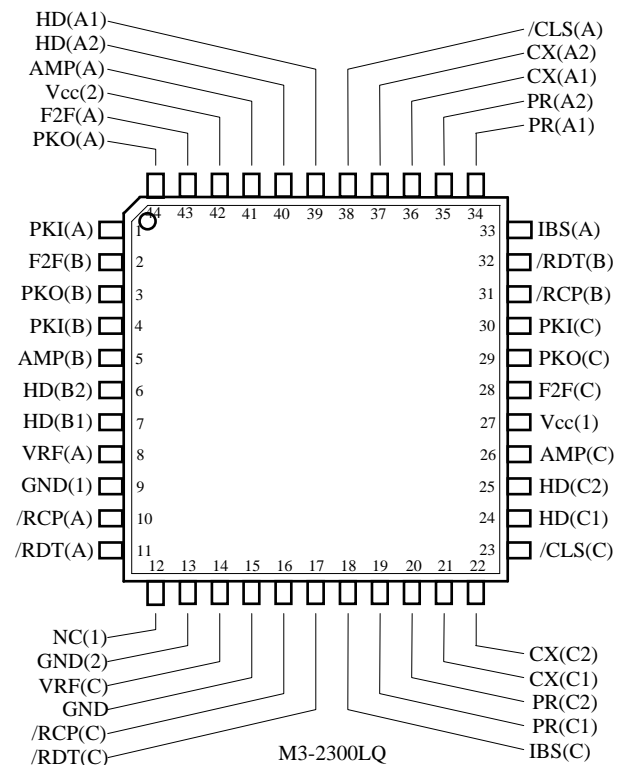 HD(A1)
HD(A2)
AMP(A)
Vcc(2)
F2F(A)
PKO(A)
/CLS(A)
CX(A2)
CX(A1)
PR(A2)
PR(A1)
44 43 42 41 40 39 38 37 36 35 34
PKI(A) 1
F2F(B) 2
PKO(B) 3
PKI(B) 4
AMP(B) 5
HD(B2) 6
HD(B1) 7
VRF(A) 8
GND(1) 9
/RCP(A) 10
/RDT(A) 11
33 IBS(A)
32 /RDT(B)
31 /RCP(B)
30 PKI(C)
29 PKO(C)
28 F2F(C)
27 Vcc(1)
26 AMP(C)
25 HD(C2)
24 HD(C1)
23 /CLS(C)
12 13 14 15 16 17 18 19 20 21 22
NC(1)
GND(2)
VRF(C)
GND
/RCP(C)
/RDT(C)
CX(C2)
CX(C1)
PR(C2)
PR(C1)
IBS(C)
M3-2300LQ